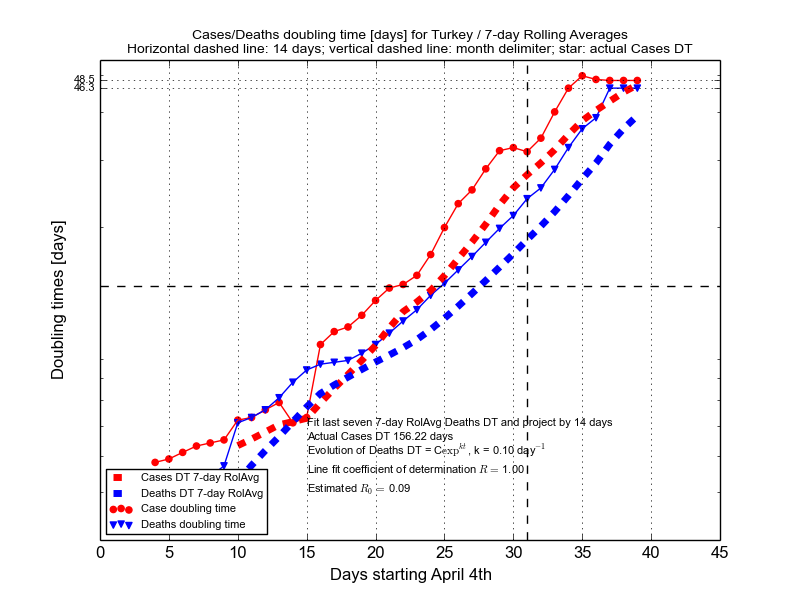 Cases/Deaths doubling time [days] for Turkey / 7-day Rolling Averages
Horizontal dashed line: 14 days; vertical dashed line: month delimiter; star: actual Cases DT
48.5
46.3
Doubling times [days]
Fit last seven 7-day RolAvg Deaths DT and project by 14 days
Actual Cases DT 156.22 days
Evolution of Deaths DT = Cexp^{kt}, k = 0.10 day^{-1}
Line fit coefficient of determination R = 1.00
Estimated R_0 = 0.09
Cases DT 7-day RolAvg
Deaths DT 7-day RolAvg
Case doubling time
Deaths doubling time
0 5 10 15 20 25 30 35 40 45
Days starting April 4th